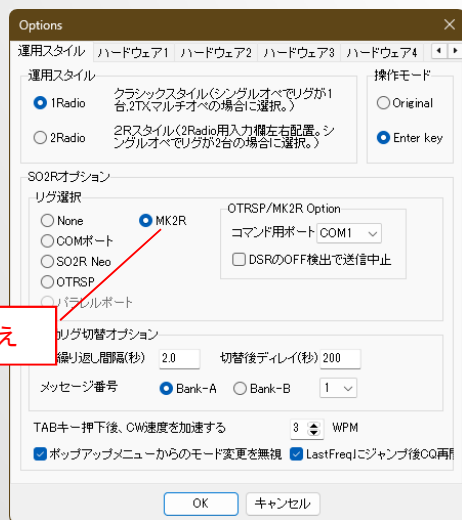 Options
運用スタイル ハードウェア1 ハードウェア2 ハードウェア3 ハードウェア4
運用スタイル
操作モード
1Radio
クラシックスタイル(シングルオペでリグが1
台,2TXマルチオペの場合に選択。)
Original
2Radio
2Rスタイル(2Radio用入力欄左右配置。シ
ングルオペでリグが2台の場合に選択。)
Enter key
SO2Rオプション
リグ選択
None
MK2R
COMポート
SO2R Neo
OTRSP
パラレルポート
OTRSP/MK2R Option
コマンド用ポート COM1
DSRのOFF検出で送信中止
え
リグ切替オプション
繰り返し間隔(秒) 2.0 切替後ディレイ(秒) 200
メッセージ番号 Bank-A Bank-B 1
TABキー押下後、CW速度を加速する 3 WPM
ポップアップメニューからのモード変更を無視 LastFreqにジャンプ後CQ再
OK キャンセル